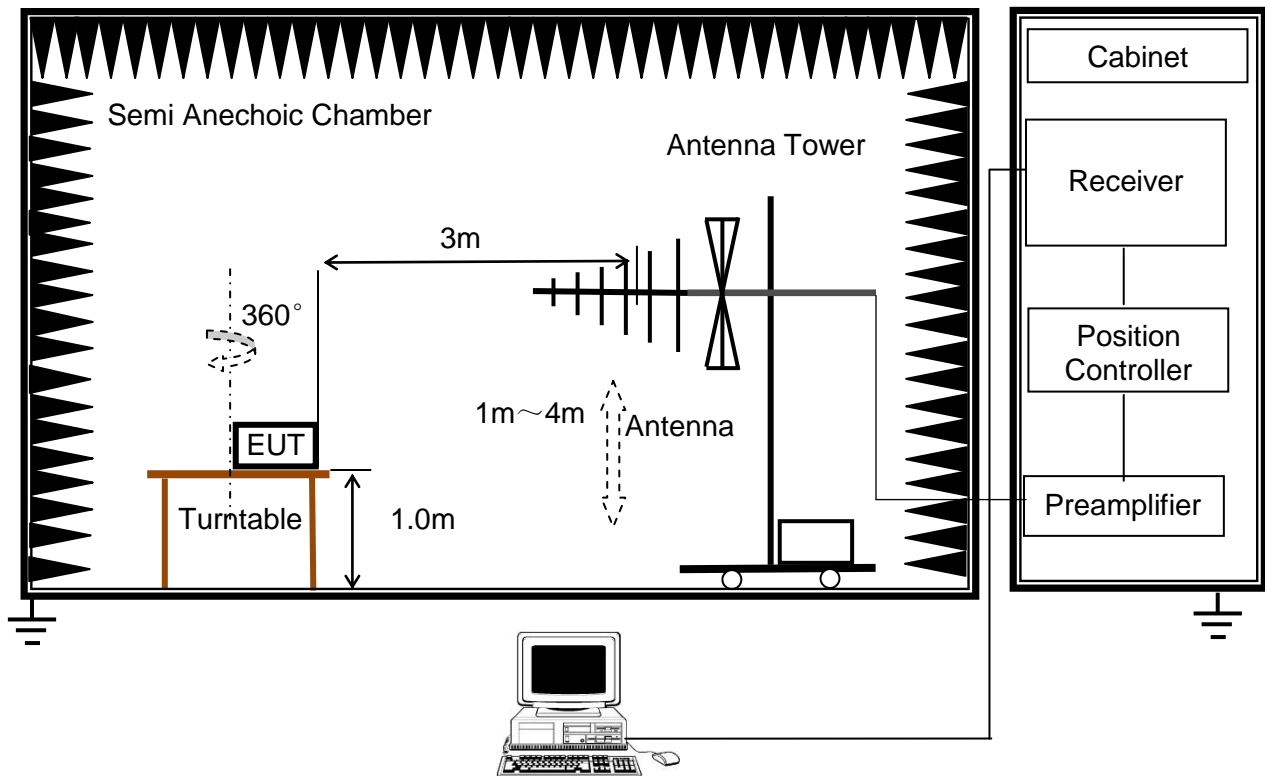 Cabinet
Semi Anechoic Chamber
Antenna Tower
Receiver
3m
360°
Position
Controller
1m～4m
Antenna
EUT
Turntable
1.0m
Preamplifier